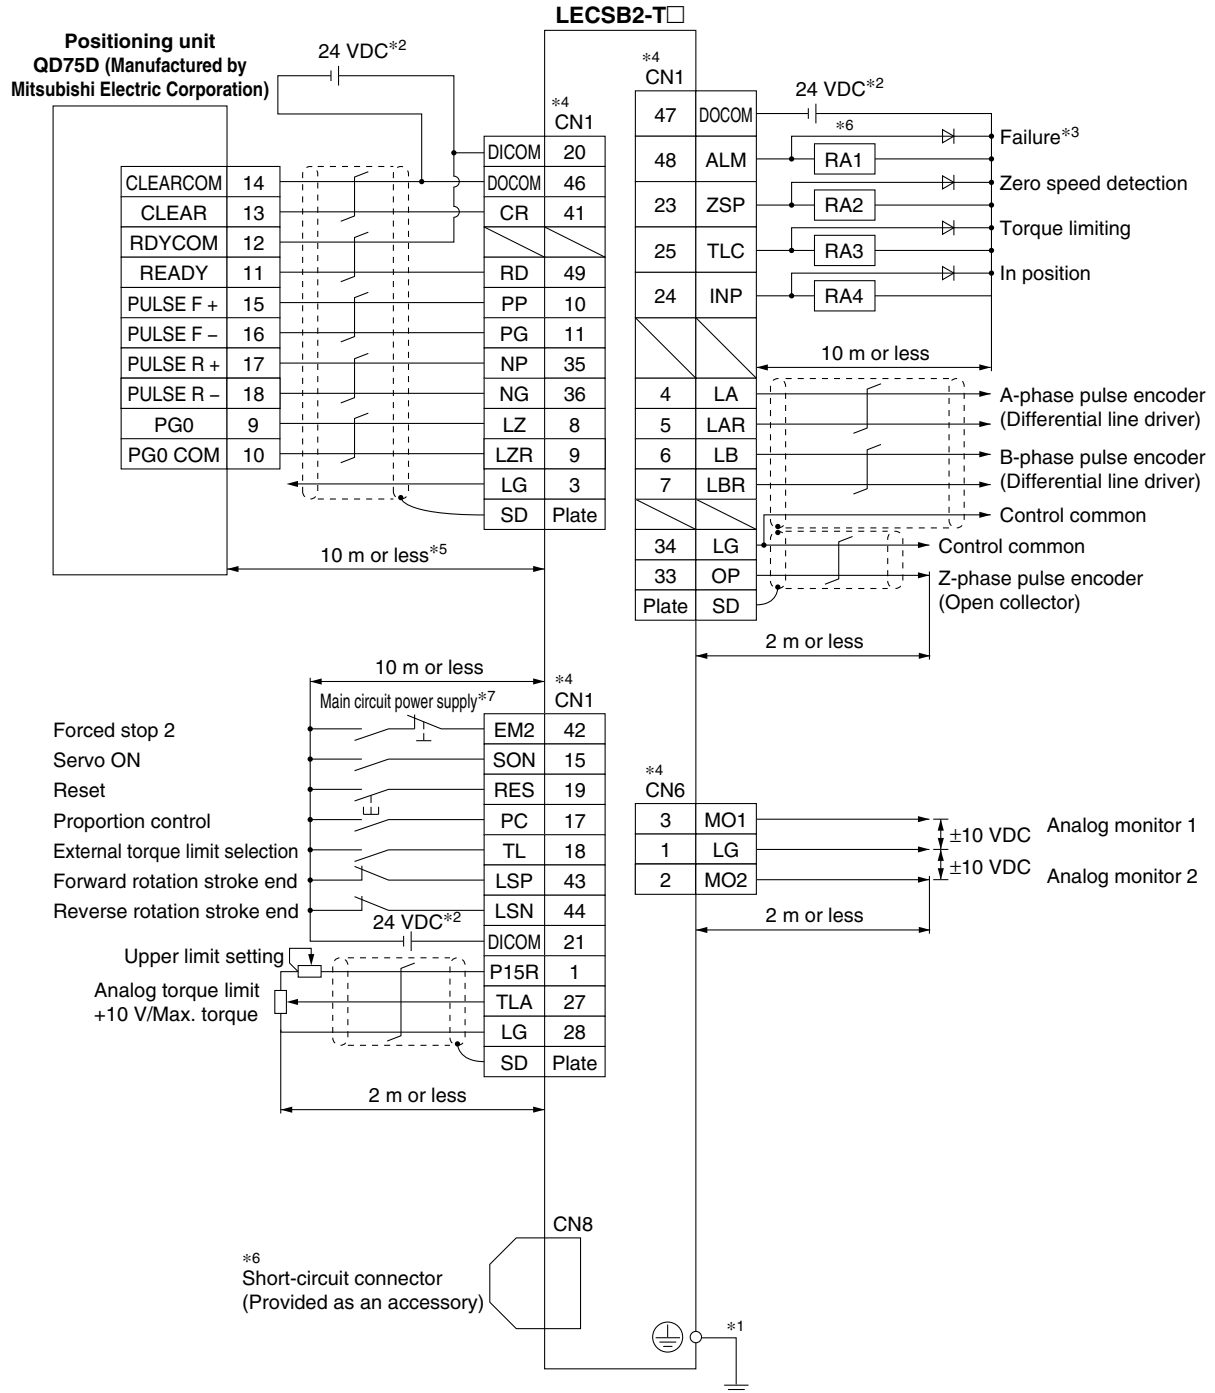 LECSB2-T□
Positioning unit
QD75D (Manufactured by
Mitsubishi Electric Corporation)
24 VDC*2
*4
CN1
DICOM 20
CLEARCOM 14 DOCOM 46
CLEAR 13 CR 41
RDYCOM 12
READY 11 RD 49
PULSE F + 15 PP 10
PULSE F − 16 PG 11
PULSE R + 17 NP 35
PULSE R − 18 NG 36
PG0 9 LZ 8
PG0 COM 10 LZR 9
LG 3
SD Plate
10 m or less*5
*4
CN1
24 VDC*2
47 DOCOM
*6
48 ALM RA1 Failure*3
23 ZSP RA2 Zero speed detection
25 TLC RA3 Torque limiting
24 INP RA4 In position
10 m or less
4 LA A-phase pulse encoder
5 LAR (Differential line driver)
6 LB B-phase pulse encoder
7 LBR (Differential line driver)
Control common
34 LG Control common
33 OP Z-phase pulse encoder
(Open collector)
Plate SD
2 m or less
10 m or less
*4
CN1
Main circuit power supply*7
Forced stop 2 EM2 42
Servo ON SON 15
Reset RES 19
Proportion control PC 17
External torque limit selection TL 18
Forward rotation stroke end LSP 43
Reverse rotation stroke end LSN 44
24 VDC*2
DICOM 21
Upper limit setting P15R 1
Analog torque limit
+10 V/Max. torque
TLA 27
LG 28
SD Plate
2 m or less
*4
CN6
3 MO1 ±10 VDC Analog monitor 1
1 LG
2 MO2 ±10 VDC Analog monitor 2
2 m or less
CN8
*6
Short-circuit connector
(Provided as an accessory)
*1